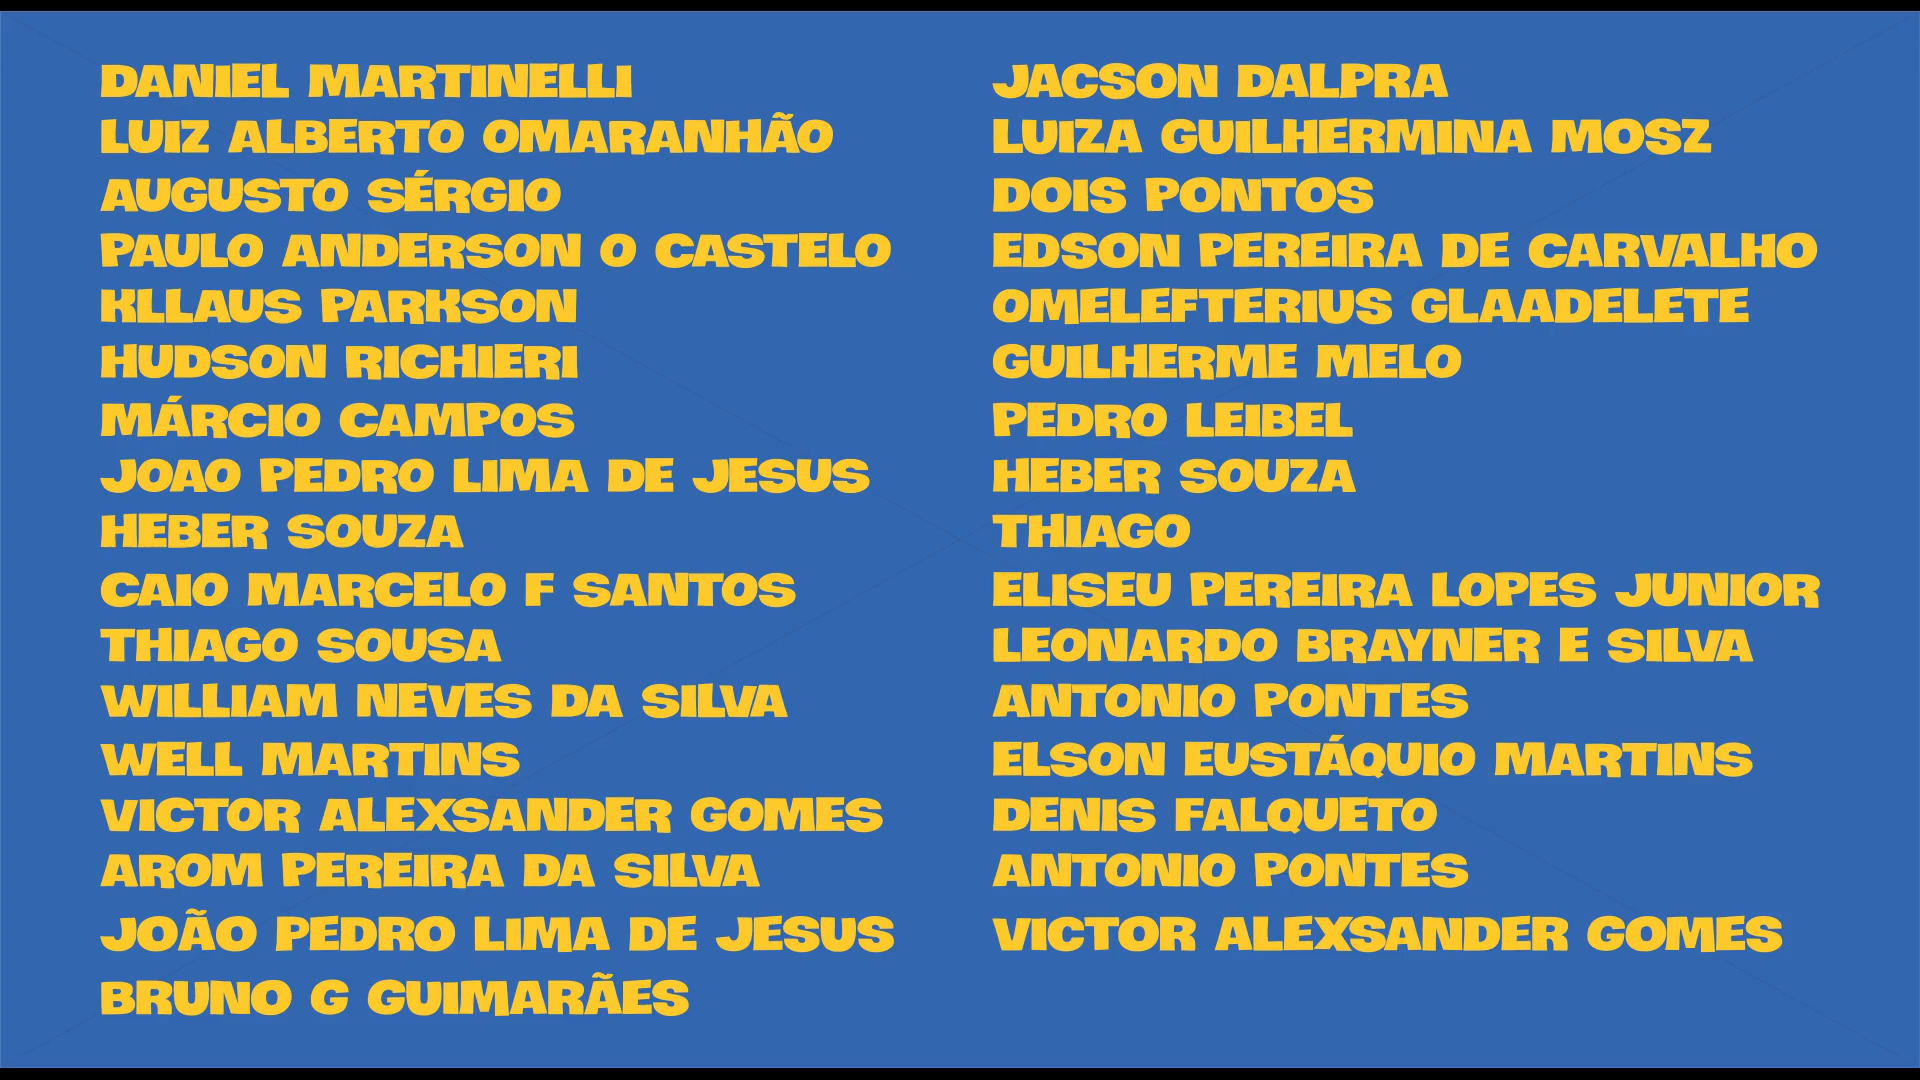 DANIEL MARTINELLI
LUIZ ALBERTO OMARANHÃO
AUGUSTO SÉRGIO
PAULO ANDERSON O CASTELO
KLLAUS PARKSON
HUDSON RICHIERI
MÁRCIO CAMPOS
JOAO PEDRO LIMA DE JESUS
HEBER SOUZA
CAIO MARCELO F SANTOS
THIAGO SOUSA
WILLIAM NEVES DA SILVA
WELL MARTINS
VICTOR ALEXSANDER GOMES
AROM PEREIRA DA SILVA
JOÃO PEDRO LIMA DE JESUS
BRUNO G GUIMARÃES
JACSON DALPRA
LUIZA GUILHERMINA MOSZ
DOIS PONTOS
EDSON PEREIRA DE CARVALHO
OMELEFTERIUS GLAADELETE
GUILHERME MELO
PEDRO LEIBEL
HEBER SOUZA
THIAGO
ELISEU PEREIRA LOPES JUNIOR
LEONARDO BRAYNER E SILVA
ANTONIO PONTES
ELSON EUSTÁQUIO MARTINS
DENIS FALQUETO
ANTONIO PONTES
VICTOR ALEXSANDER GOMES